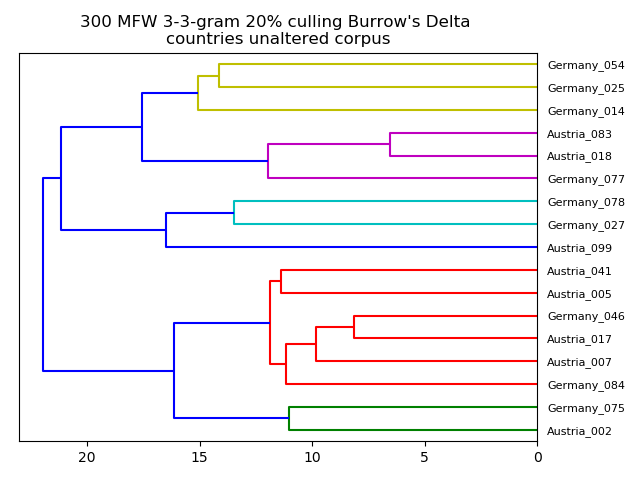 300 MFW 3-3-gram 20% culling Burrow's Delta
countries unaltered corpus
Germany_054
Germany_025
Germany_014
Austria_083
Austria_018
Germany_077
Germany_078
Germany_027
Austria_099
Austria_041
Austria_005
Germany_046
Austria_017
Austria_007
Germany_084
Germany_075
Austria_002
20 15 10 5 0